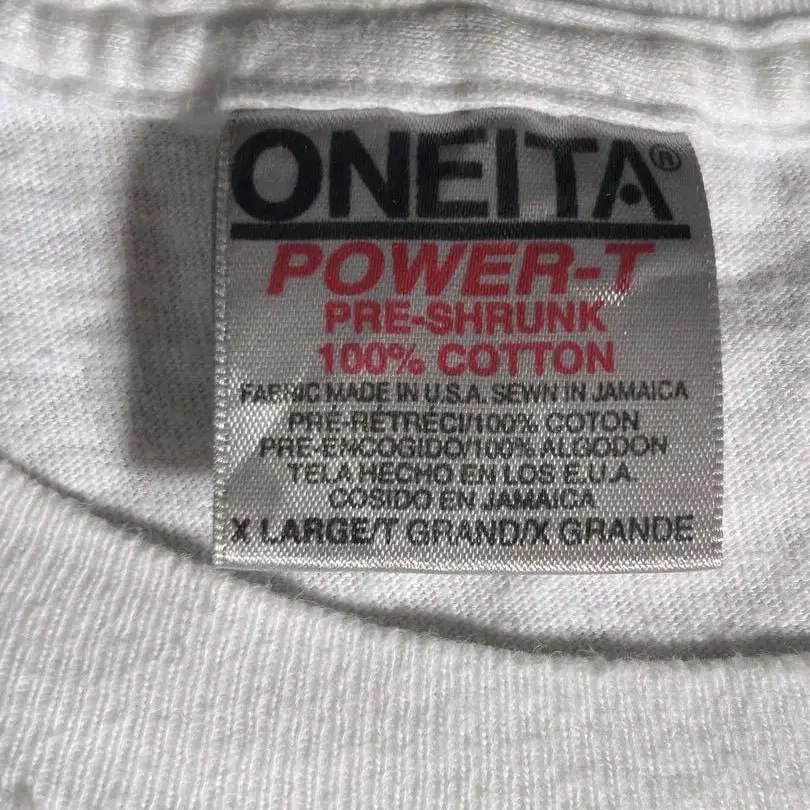 ONEITA®
POWER-T
PRE-SHRUNK
100% COTTON
FABRIC MADE IN U.S.A. SEWN IN JAMAICA
PRÉ-RÉTRÉCI/100% COTON
PRE-ENCOGIDO/100% ALGODON
TELA HECHO EN LOS E.U.A.
COSIDO EN JAMAICA
X LARGE/T GRAND/X GRANDE